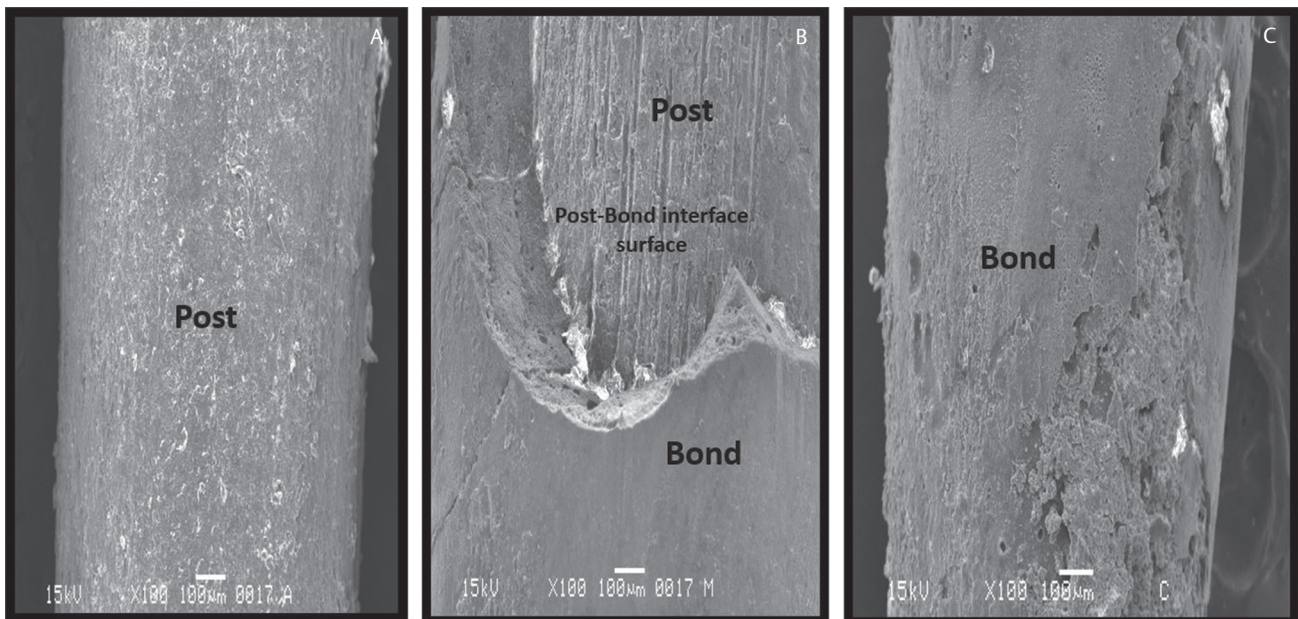 A
Post
15kV X100 100µm 0017 A
B
Post
Post-Bond interface
surface
Bond
15kV X100 100µm 0017 M
C
Bond
15kV X100 100µm C